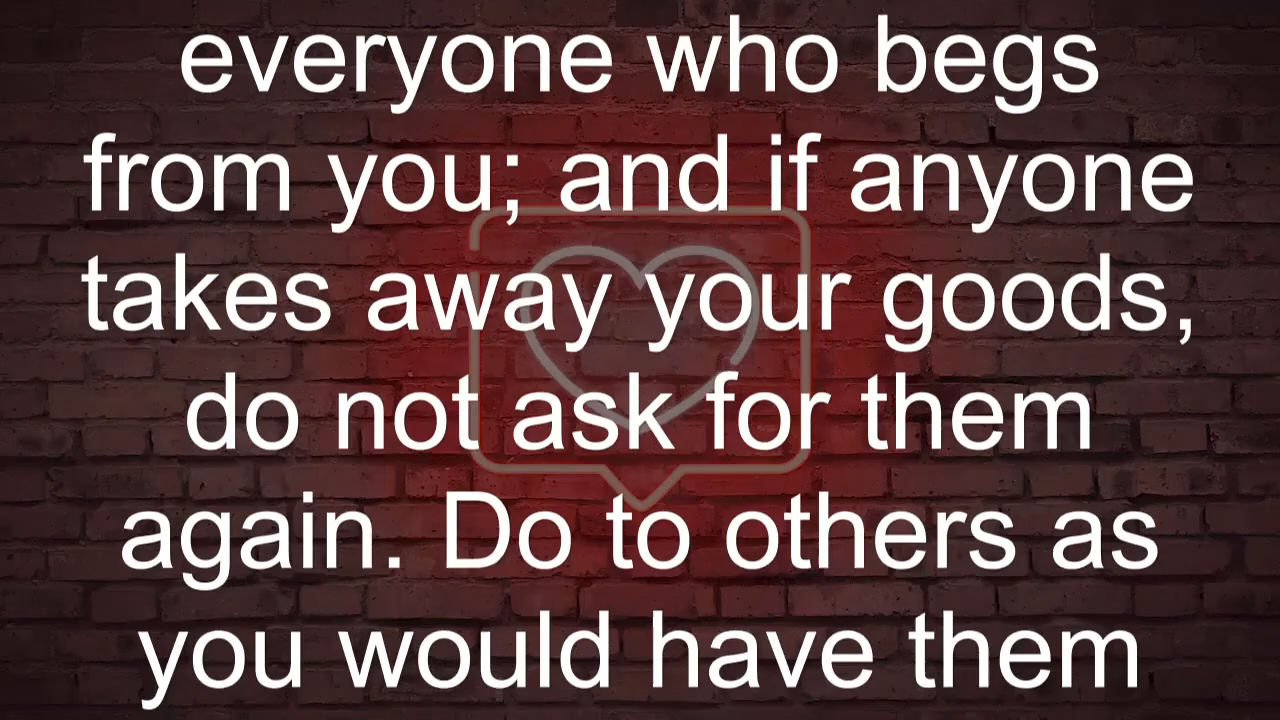 everyone who begs
from you; and if anyone
takes away your goods,
do not ask for them
again. Do to others as
you would have them